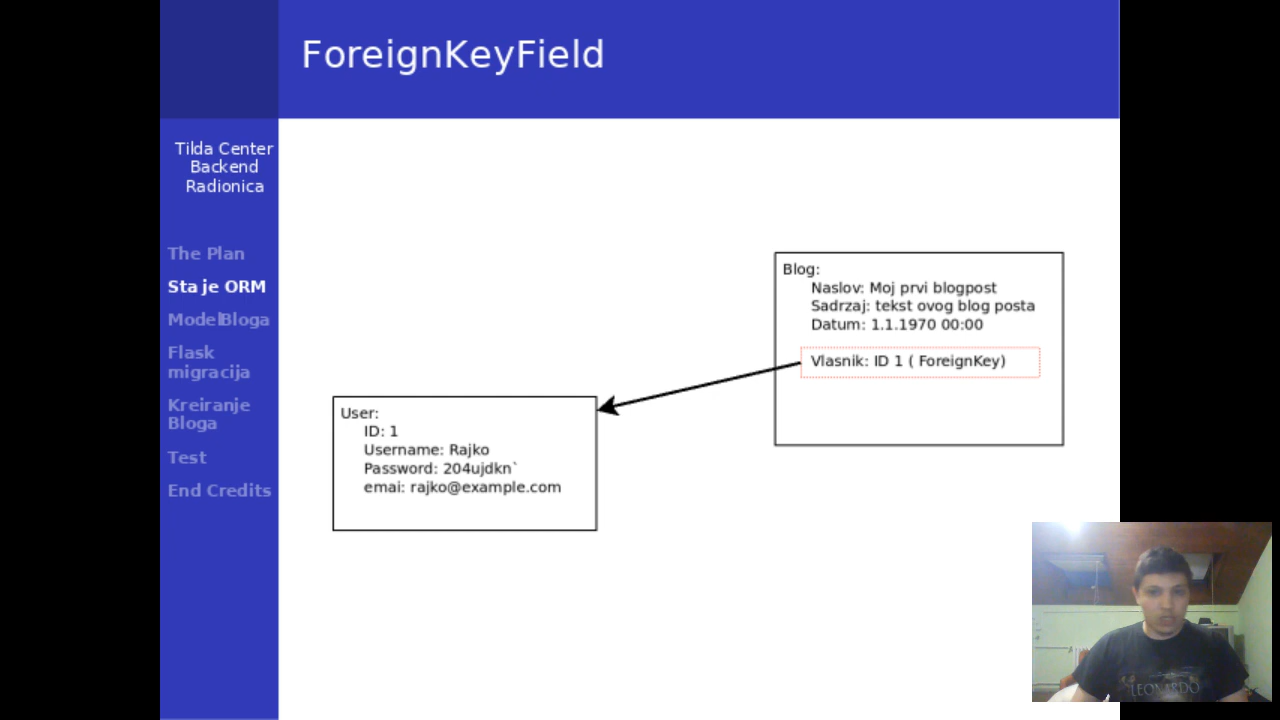 ForeignKeyField
Tilda Center
Backend
Radionica
The Plan
Sta je ORM
Model Bloga
Flask
migracija
Kreiranje
Bloga
Test
End Credits
Blog:
Naslov: Moj prvi blogpost
Sadrzaj: tekst ovog blog posta
Datum: 1.1.1970 00:00
Vlasnik: ID 1 ( ForeignKey)
User:
ID: 1
Username: Rajko
Password: 204ujdkn`
emai: rajko@example.com
LEONARDO